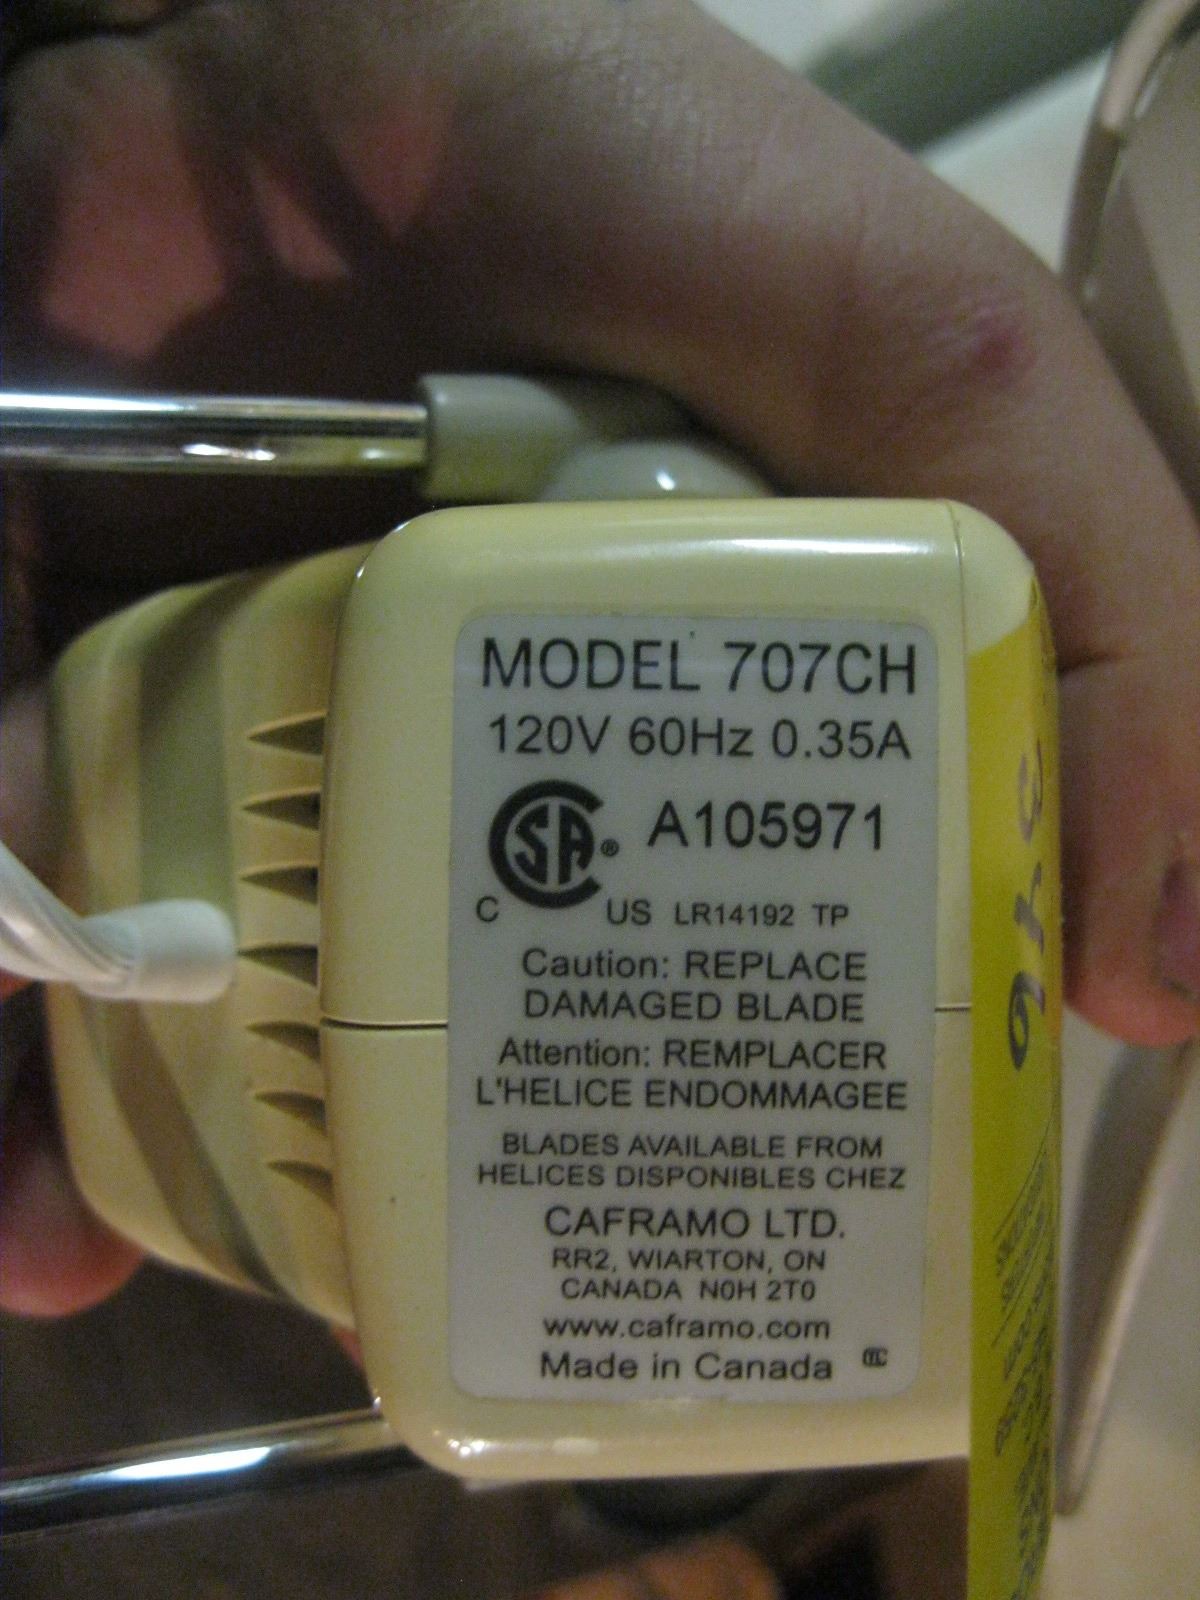 MODEL 707CH
120V 60Hz 0.35A
CSA® A105971
C US LR14192 TP
Caution: REPLACE
DAMAGED BLADE
Attention: REMPLACER
L'HELICE ENDOMMAGEE
BLADES AVAILABLE FROM
HELICES DISPONIBLES CHEZ
CAFRAMO LTD.
RR2, WIARTON, ON
CANADA N0H 2T0
www.caframo.com
Made in Canada